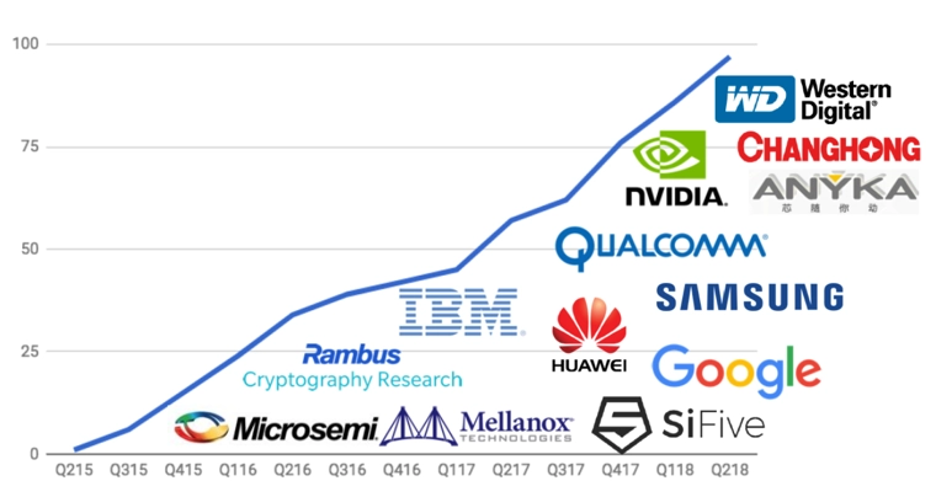 100
WD Western
Digital®
75
CHANGHONG
NVIDIA.
ANYKA
芯 随 你 动
50
QUALCOMM®
IBM®
SAMSUNG
HUAWEI
25
Rambus
Cryptography Research
Google
Microsemi.
Mellanox
TECHNOLOGIES
SiFive
0
Q215 Q315 Q415 Q116 Q216 Q316 Q416 Q117 Q217 Q317 Q417 Q118 Q218